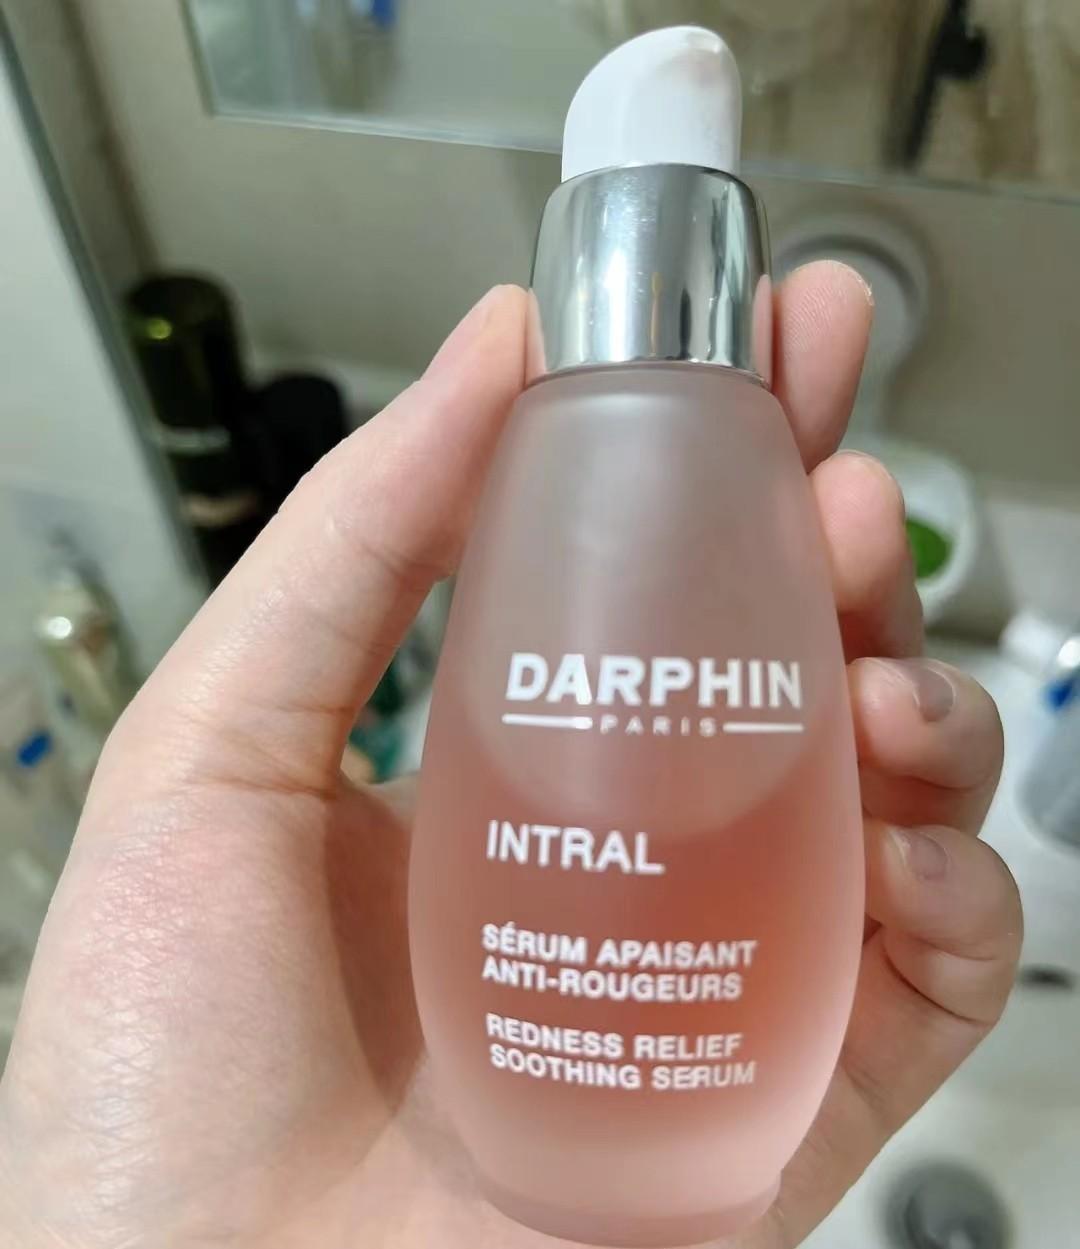 DARPHIN
PARIS
INTRAL
SÉRUM APAISANT
ANTI-ROUGEURS
REDNESS RELIEF
SOOTHING SERUM